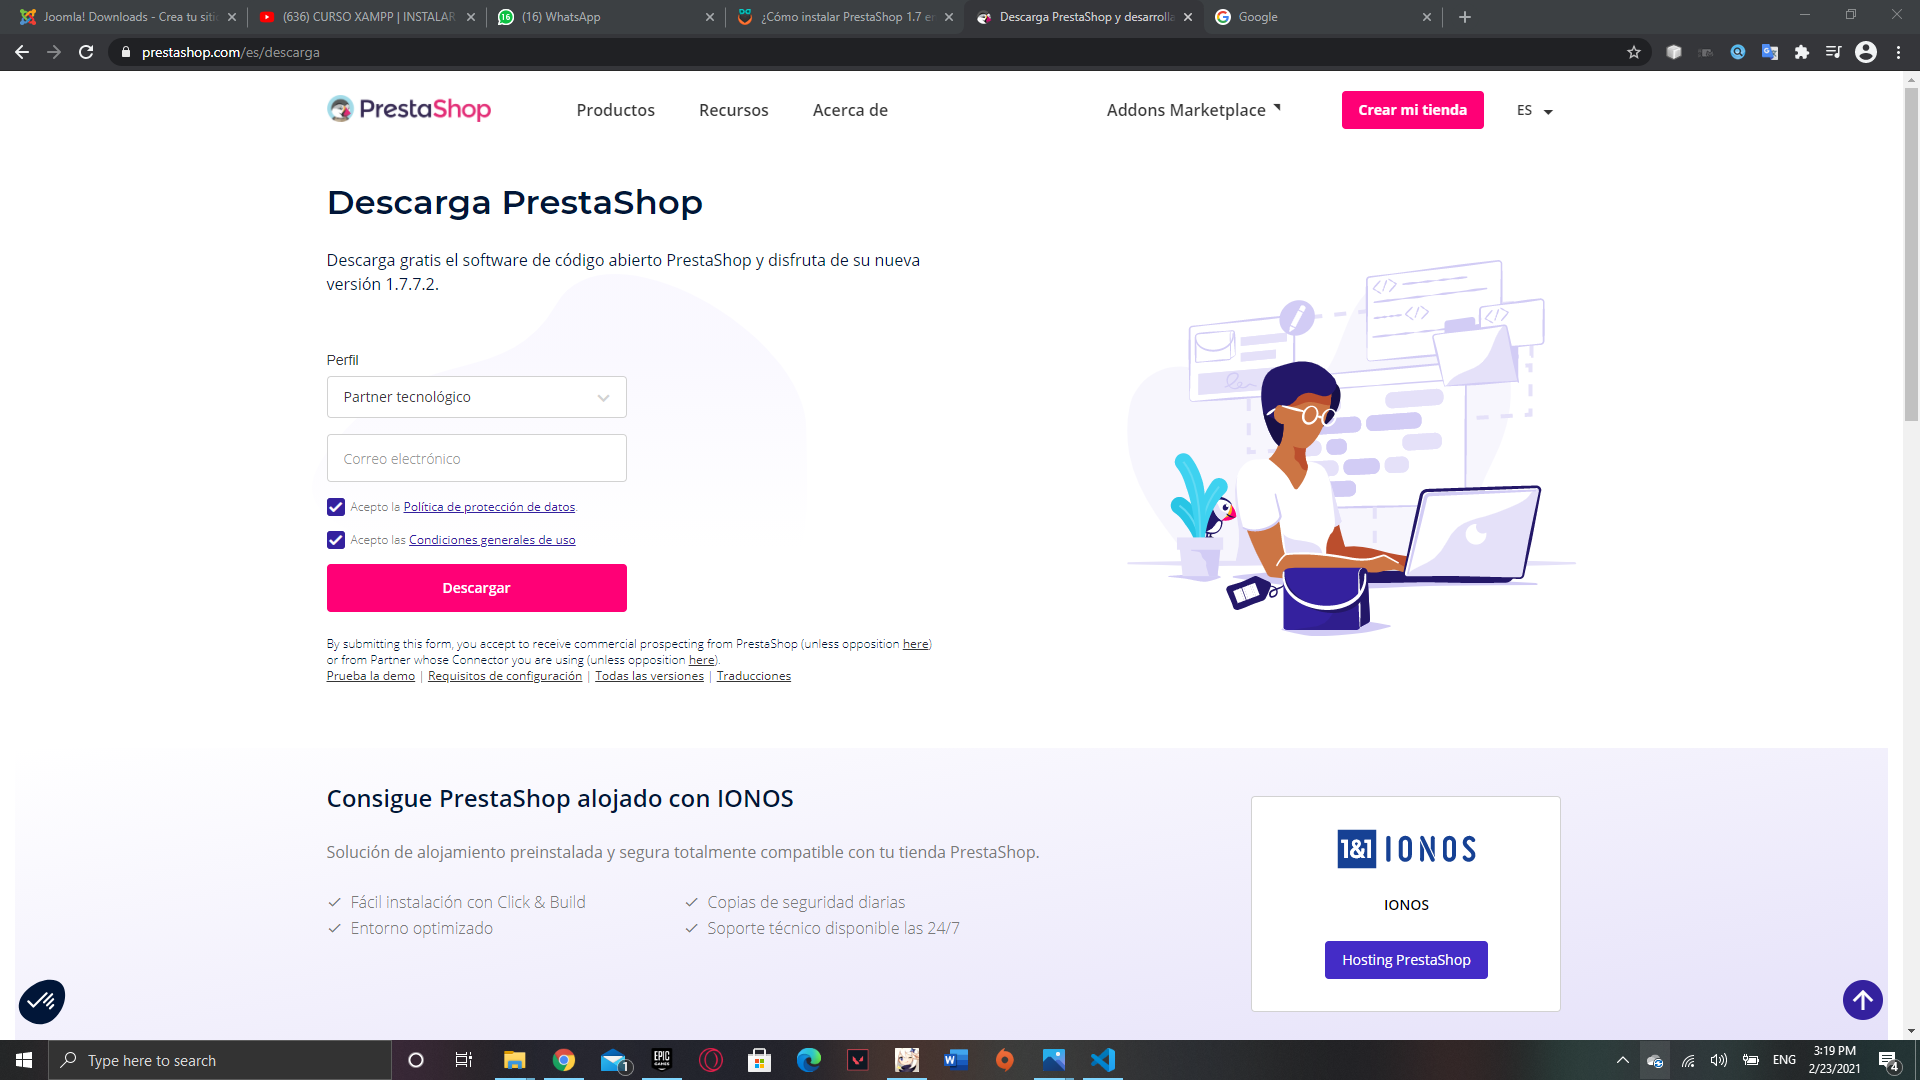 Joomla! Downloads - Crea tu siti
(636) CURSO XAMPP | INSTALAR
(16) WhatsApp
¿Cómo instalar PrestaShop 1.7 en
Descarga PrestaShop y desarrolla
Google
prestashop.com/es/descarga
PrestaShop
Productos
Recursos
Acerca de
Addons Marketplace
Crear mi tienda
ES
Descarga PrestaShop
Descarga gratis el software de código abierto PrestaShop y disfruta de su nueva
versión 1.7.7.2.
Perfil
Partner tecnológico
Correo electrónico
Acepto la Política de protección de datos.
Acepto las Condiciones generales de uso
Descargar
By submitting this form, you accept to receive commercial prospecting from PrestaShop (unless opposition here)
or from Partner whose Connector you are using (unless opposition here).
Prueba la demo | Requisitos de configuración | Todas las versiones | Traducciones
Consigue PrestaShop alojado con IONOS
Solución de alojamiento preinstalada y segura totalmente compatible con tu tienda PrestaShop.
Fácil instalación con Click & Build
Copias de seguridad diarias
Entorno optimizado
Soporte técnico disponible las 24/7
1&1 IONOS
IONOS
Hosting PrestaShop
Type here to search
1
EPIC
GAMES
ENG
3:19 PM
2/23/2021
4